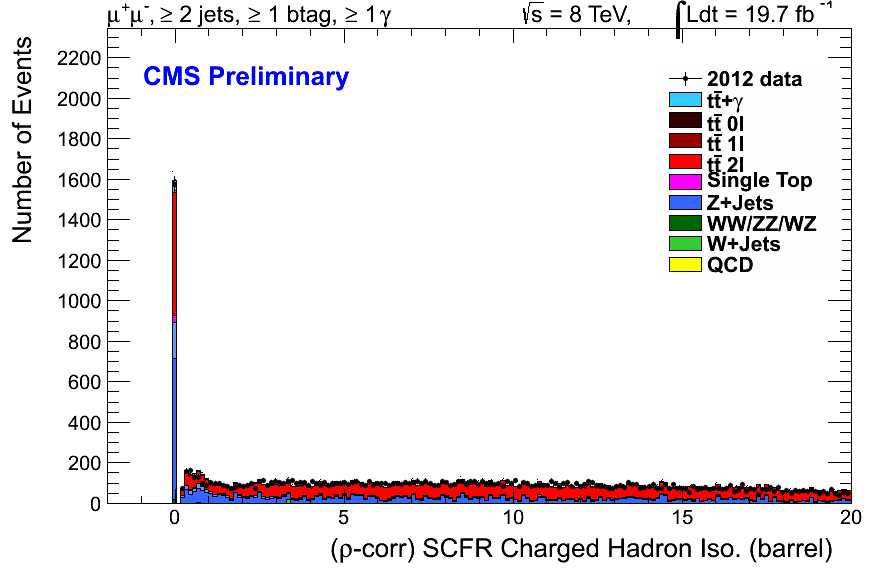 μ⁺μ⁻, ≥ 2 jets, ≥ 1 btag, ≥ 1 γ
√s = 8 TeV, ∫Ldt = 19.7 fb⁻¹
CMS Preliminary
2012 data
tt̄+γ
tt̄ 0l
tt̄ 1l
tt̄ 2l
Single Top
Z+Jets
WW/ZZ/WZ
W+Jets
QCD
Number of Events
2200
2000
1800
1600
1400
1200
1000
800
600
400
200
0
0 5 10 15 20
(ρ-corr) SCFR Charged Hadron Iso. (barrel)